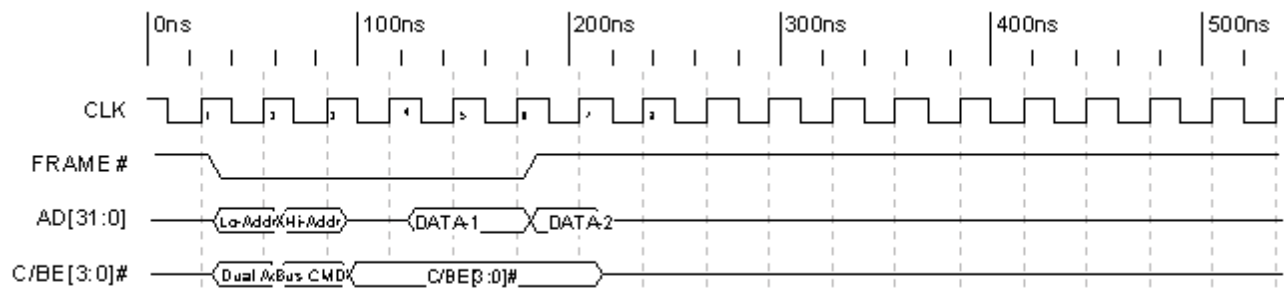 0ns 100ns 200ns 300ns 400ns 500ns
CLK 1 2 3 4 5 6 7 8
FRAME#
AD[31:0] Lo-Addr Hi-Addr DATA-1 DATA-2
C/BE[3:0]# Dual A Bus CMD C/BE[3:0]#